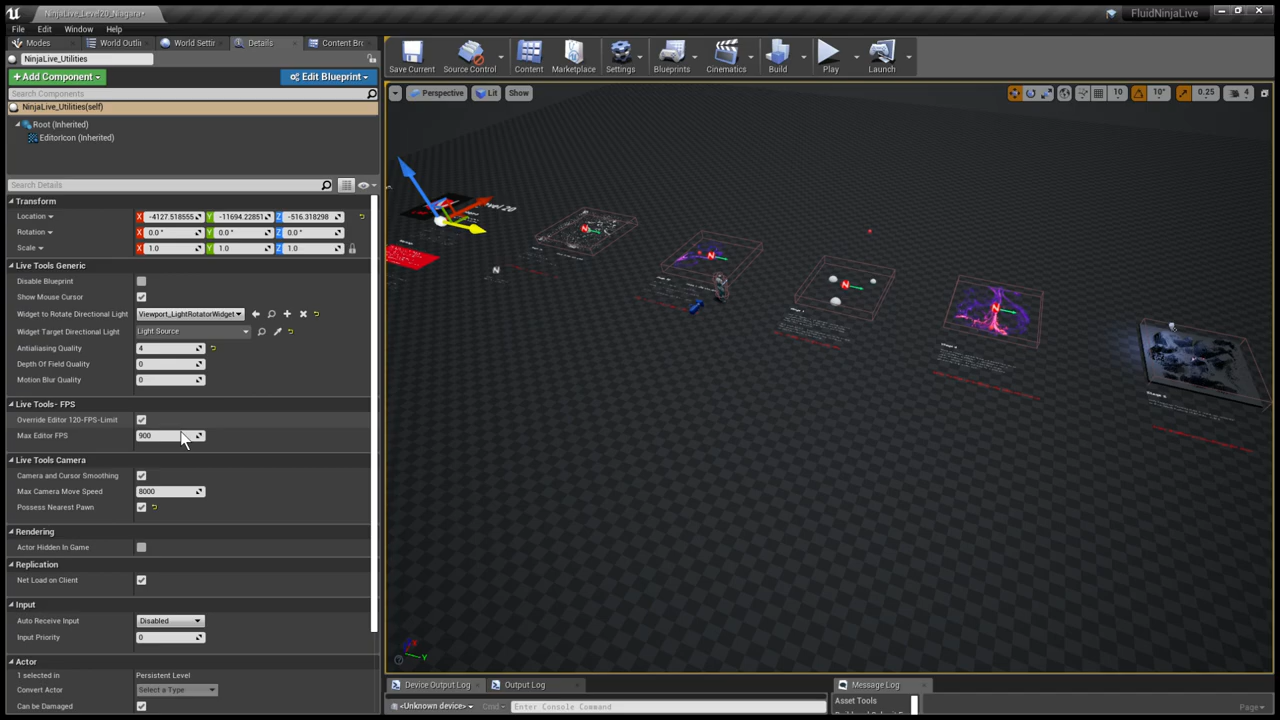 NinjaLive_Level20_Niagara*
FluidNinjaLive
File Edit Window Help
Modes World Outli World Settin Details Content Br
NinjaLive_Utilities
+Add Component Edit Blueprint
Search Components
NinjaLive_Utilities(self)
Root (Inherited)
EditorIcon (Inherited)
Search Details
Transform
Location X -4127.518555 Y -11694.22851 Z -516.318298
Rotation X 0.0 ° Y 0.0 ° Z 0.0 °
Scale X 1.0 Y 1.0 Z 1.0
Live Tools Generic
Disable Blueprint
Show Mouse Cursor
Widget to Rotate Directional Light Viewport_LightRotatorWidget
Widget Target Directional Light Light Source
Antialiasing Quality 4
Depth Of Field Quality 0
Motion Blur Quality 0
Live Tools- FPS
Override Editor 120-FPS-Limit
Max Editor FPS 900
Live Tools Camera
Camera and Cursor Smoothing
Max Camera Move Speed 8000
Possess Nearest Pawn
Rendering
Actor Hidden In Game
Replication
Net Load on Client
Input
Auto Receive Input Disabled
Input Priority 0
Actor
1 selected in Persistent Level
Convert Actor Select a Type
Can be Damaged
Save Current Source Control Content Marketplace Settings Blueprints Cinematics Build Play Launch
Perspective Lit Show
10 10° 0.25 4
N N N N N
Y
Device Output Log Output Log Message Log
<Unknown device> Cmd Enter Console Command
Asset Tools
Page